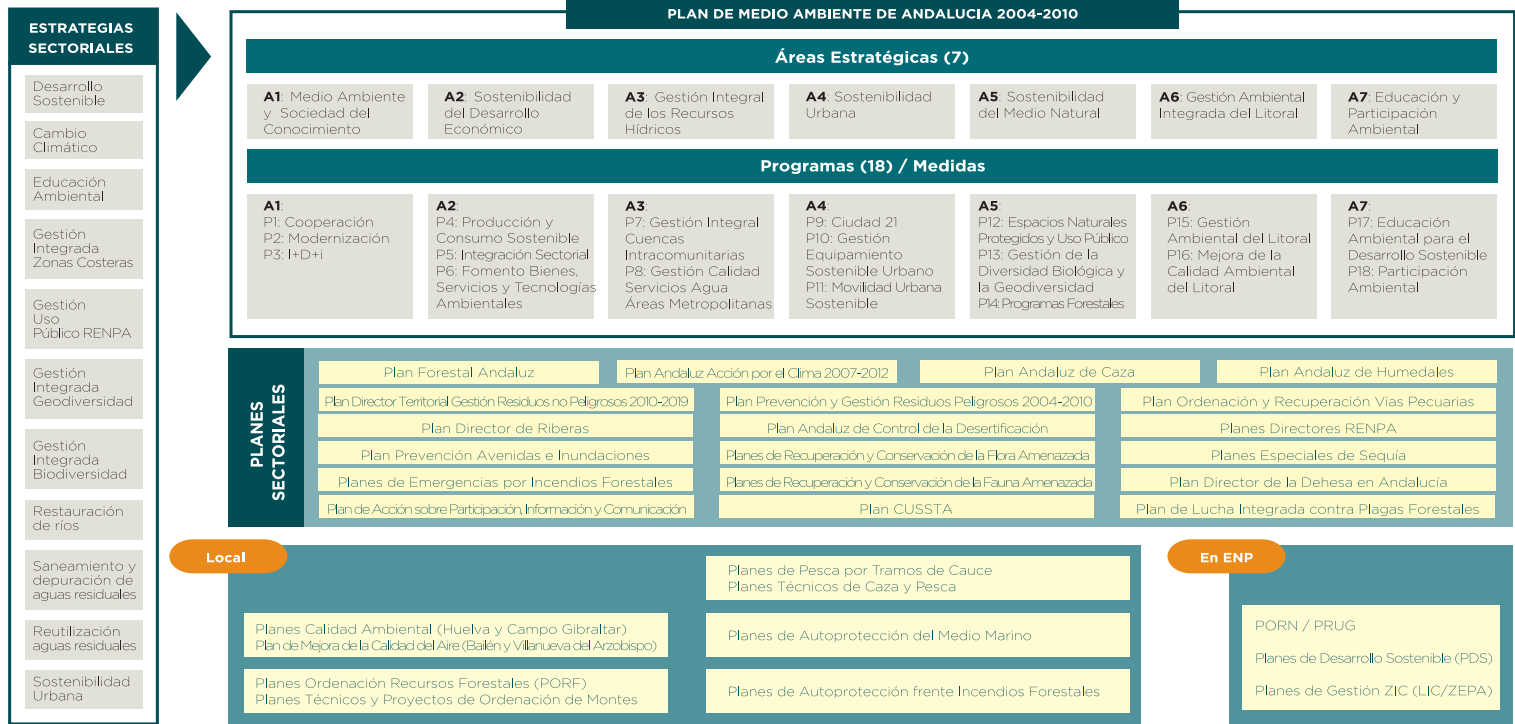 ESTRATEGIAS
SECTORIALES
Desarrollo
Sostenible
Cambio
Climático
Educación
Ambiental
Gestión
Integrada
Zonas Costeras
Gestión
Uso
Público RENPA
Gestión
Integrada
Geodiversidad
Gestión
Integrada
Biodiversidad
Restauración
de ríos
Saneamiento y
depuración de
aguas residuales
Reutilización
aguas residuales
Sostenibilidad
Urbana
PLAN DE MEDIO AMBIENTE DE ANDALUCIA 2004-2010
Áreas Estratégicas (7)
A1: Medio Ambiente
y Sociedad del
Conocimiento
A2: Sostenibilidad
del Desarrollo
Económico
A3: Gestión Integral
de los Recursos
Hídricos
A4: Sostenibilidad
Urbana
A5: Sostenibilidad
del Medio Natural
A6: Gestión Ambiental
Integrada del Litoral
A7: Educación y
Participación
Ambiental
Programas (18) / Medidas
A1:
P1: Cooperación
P2: Modernización
P3: I+D+i
A2:
P4: Producción y
Consumo Sostenible
P5: Integración Sectorial
P6: Fomento Bienes,
Servicios y Tecnologías
Ambientales
A3:
P7: Gestión Integral
Cuencas
Intracomunitarias
P8: Gestión Calidad
Servicios Agua
Áreas Metropolitanas
A4:
P9: Ciudad 21
P10: Gestión
Equipamiento
Sostenible Urbano
P11: Movilidad Urbana
Sostenible
A5:
P12: Espacios Naturales
Protegidos y Uso Público
P13: Gestión de la
Diversidad Biológica y
la Geodiversidad
P14: Programas Forestales
A6:
P15: Gestión
Ambiental del Litoral
P16: Mejora de la
Calidad Ambiental
del Litoral
A7:
P17: Educación
Ambiental para el
Desarrollo Sostenible
P18: Participación
Ambiental
PLANES
SECTORIALES
Plan Forestal Andaluz
Plan Andaluz Acción por el Clima 2007-2012
Plan Andaluz de Caza
Plan Andaluz de Humedales
Plan Director Territorial Gestión Residuos no Peligrosos 2010-2019
Plan Prevención y Gestión Residuos Peligrosos 2004-2010
Plan Ordenación y Recuperación Vias Pecuarias
Plan Director de Riberas
Plan Andaluz de Control de la Desertificación
Planes Directores RENPA
Plan Prevención Avenidas e Inundaciones
Planes de Recuperación y Conservación de la Flora Amenazada
Planes Especiales de Sequía
Planes de Emergencias por Incendios Forestales
Planes de Recuperación y Conservación de la Fauna Amenazada
Plan Director de la Dehesa en Andalucía
Plan de Acción sobre Participación, Información y Comunicación
Plan CUSSTA
Plan de Lucha Integrada contra Plagas Forestales
Local
Planes de Pesca por Tramos de Cauce
Planes Técnicos de Caza y Pesca
Planes Calidad Ambiental (Huelva y Campo Gibraltar)
Plan de Mejora de la Calidad del Aire (Bailén y Villanueva del Arzobispo)
Planes de Autoprotección del Medio Marino
Planes Ordenación Recursos Forestales (PORF)
Planes Técnicos y Proyectos de Ordenación de Montes
Planes de Autoprotección frente Incendios Forestales
En ENP
PORN / PRUG
Planes de Desarrollo Sostenible (PDS)
Planes de Gestión ZIC (LIC/ZEPA)